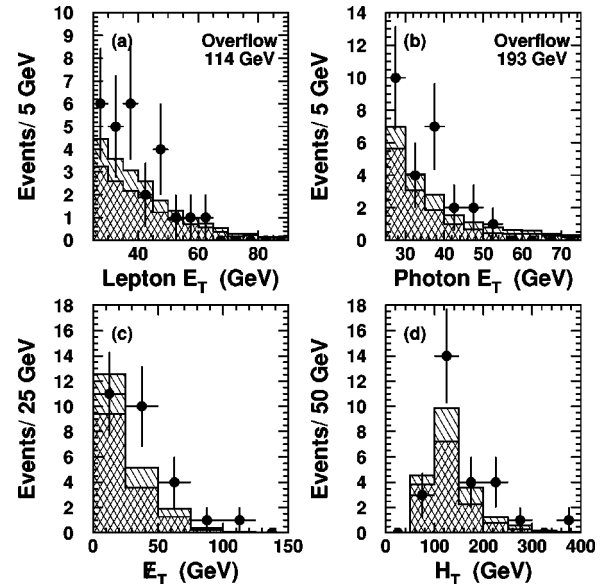 Events/ 5 GeV
10
9
8
7
6
5
4
3
2
1
0
(a)
Overflow
114 GeV
40 60 80
Lepton E_T (GeV)
Events/ 5 GeV
14
12
10
8
6
4
2
0
(b)
Overflow
193 GeV
30 40 50 60 70
Photon E_T (GeV)
Events/ 25 GeV
18
16
14
12
10
8
6
4
2
0
(c)
0 50 100 150
E̸_T (GeV)
Events/ 50 GeV
18
16
14
12
10
8
6
4
2
0
(d)
0 100 200 300 400
H_T (GeV)